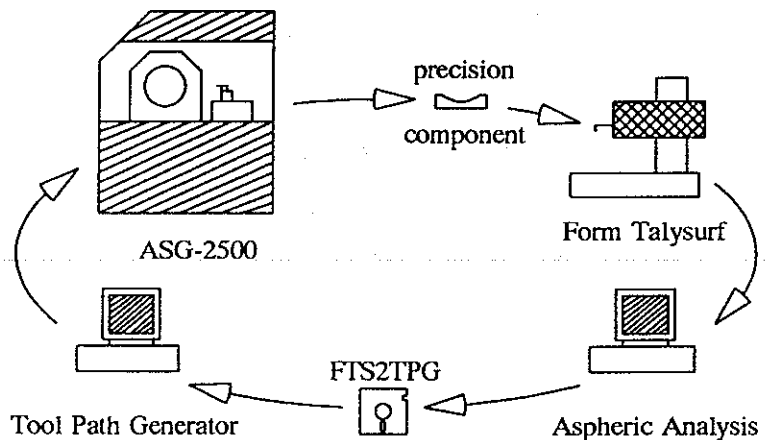 precision
component
ASG-2500
Form Talysurf
FTS2TPG
Tool Path Generator
Aspheric Analysis